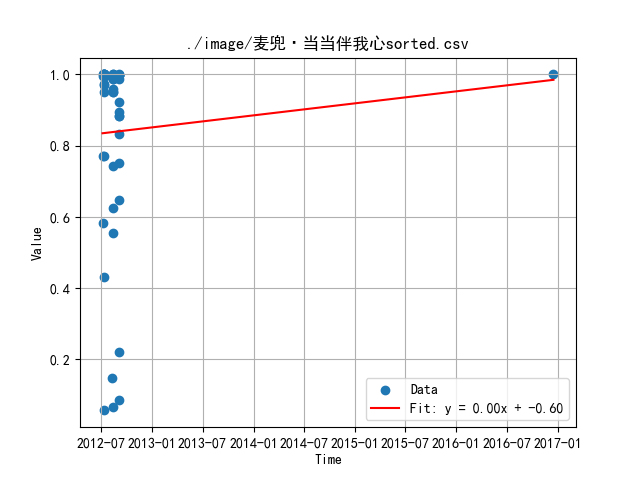 ./image/麦兜·当当伴我心sorted.csv
1.0
0.8
0.6
0.4
0.2
Value
Data
Fit: y = 0.00x + -0.60
2012-07 2013-01 2013-07 2014-01 2014-07 2015-01 2015-07 2016-01 2016-07 2017-01
Time